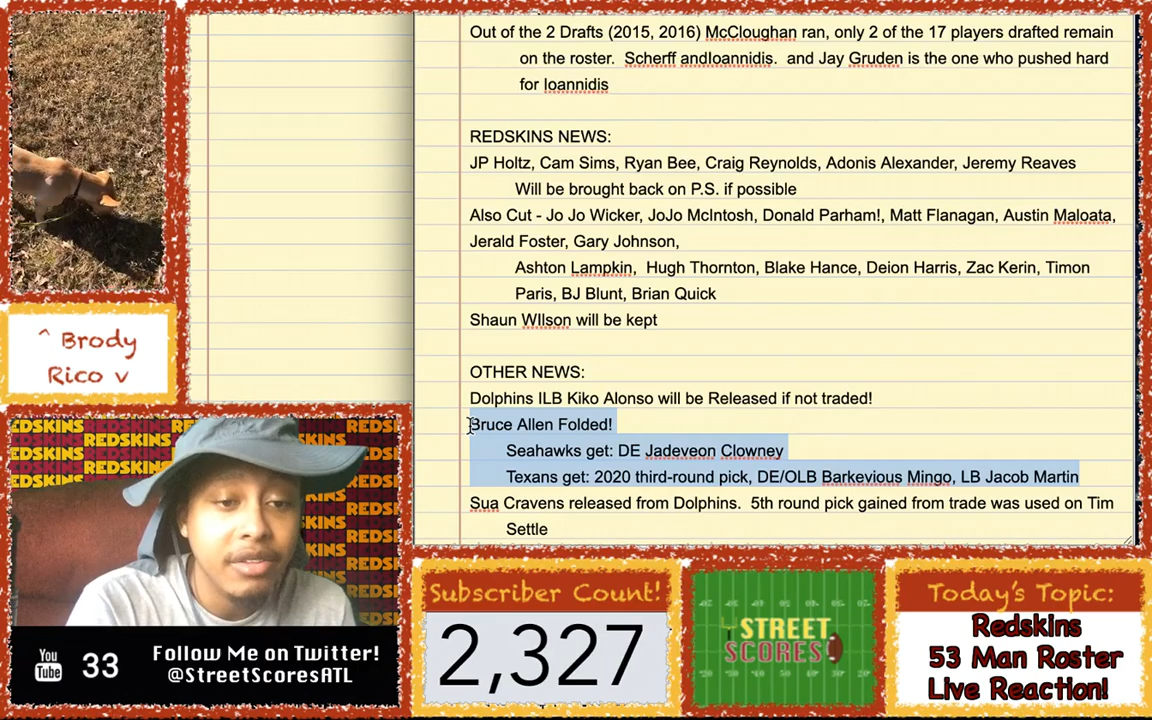 Out of the 2 Drafts (2015, 2016) McCloughan ran, only 2 of the 17 players drafted remain
on the roster. Scherff andIoannidis. and Jay Gruden is the one who pushed hard
for Ioannidis
REDSKINS NEWS:
JP Holtz, Cam Sims, Ryan Bee, Craig Reynolds, Adonis Alexander, Jeremy Reaves
Will be brought back on P.S. if possible
Also Cut - Jo Jo Wicker, JoJo McIntosh, Donald Parham!, Matt Flanagan, Austin Maloata,
Jerald Foster, Gary Johnson,
Ashton Lampkin, Hugh Thornton, Blake Hance, Deion Harris, Zac Kerin, Timon
Paris, BJ Blunt, Brian Quick
Shaun WIlson will be kept
OTHER NEWS:
Dolphins ILB Kiko Alonso will be Released if not traded!
Bruce Allen Folded!
Seahawks get: DE Jadeveon Clowney
Texans get: 2020 third-round pick, DE/OLB Barkevious Mingo, LB Jacob Martin
Sua Cravens released from Dolphins. 5th round pick gained from trade was used on Tim
Settle
^ Brody
Rico v
EDSKINS REDSKINS REDS
REDSKINS REDSKINS
You
Tube
33
Follow Me on Twitter!
@StreetScoresATL
Subscriber Count!
2,327
STREET
SCORES
Today's Topic:
Redskins
53 Man Roster
Live Reaction!